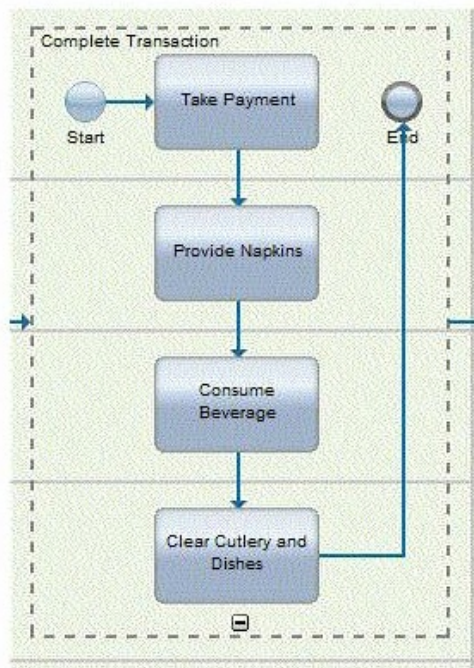 Complete Transaction
Take Payment
Start
End
Provide Napkins
Consume
Beverage
Clear Cutlery and
Dishes